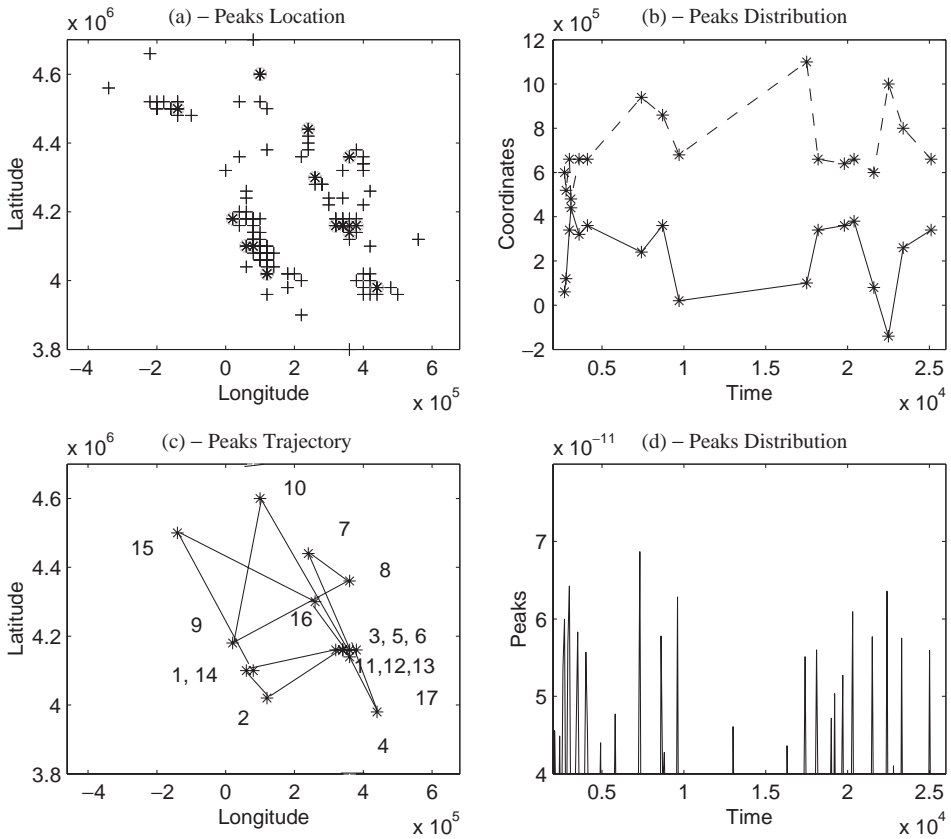 (a) – Peaks Location
x 10^6
4.6
4.4
4.2
4
3.8
Latitude
−4
−2
0
2
4
6
Longitude
x 10^5
(b) – Peaks Distribution
x 10^5
12
10
8
6
4
2
0
−2
Coordinates
0.5
1
1.5
2
2.5
Time
x 10^4
(c) – Peaks Trajectory
x 10^6
4.6
4.4
4.2
4
3.8
Latitude
10
7
15
8
9
16
3, 5, 6
1, 14
11,12,13
2
17
4
−4
−2
0
2
4
6
Longitude
x 10^5
(d) – Peaks Distribution
x 10^−11
7
6
5
4
Peaks
0.5
1
1.5
2
2.5
Time
x 10^4